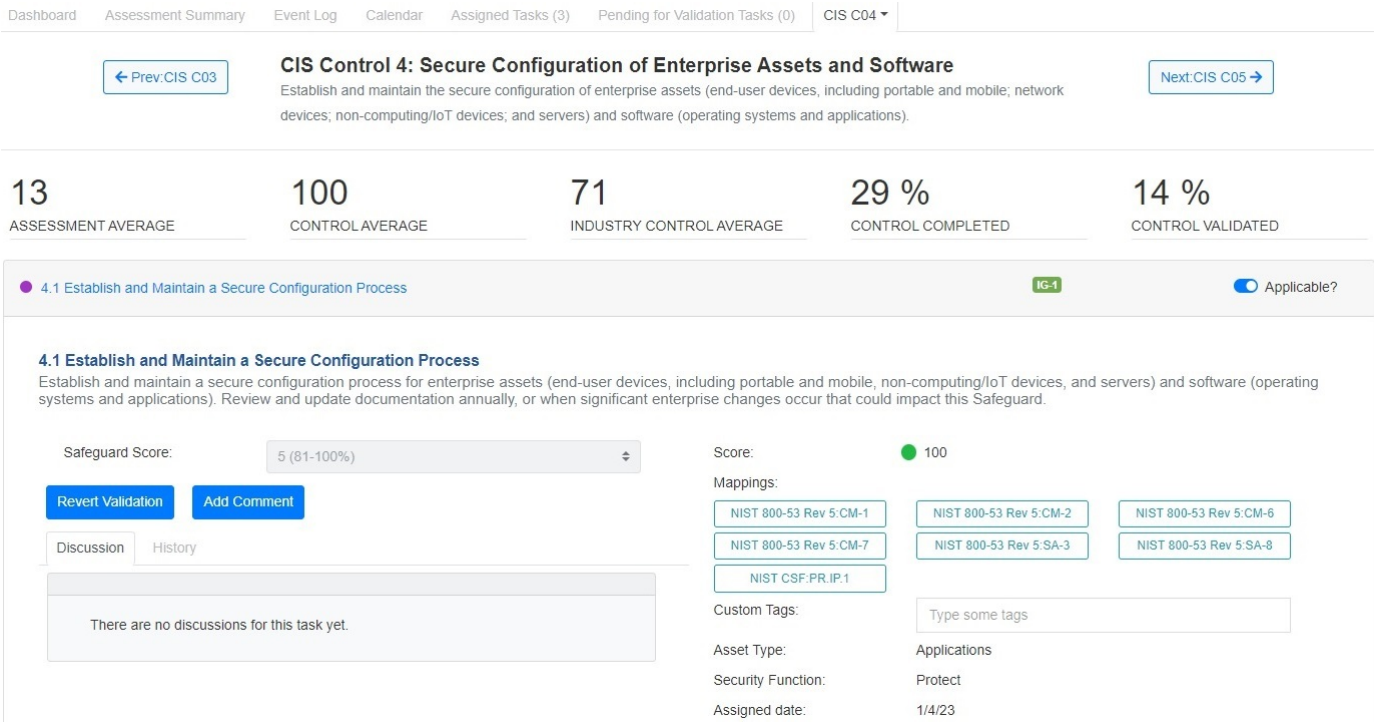 Dashboard Assessment Summary Event Log Calendar Assigned Tasks (3) Pending for Validation Tasks (0) CIS C04
Prev:CIS C03
CIS Control 4: Secure Configuration of Enterprise Assets and Software
Establish and maintain the secure configuration of enterprise assets (end-user devices, including portable and mobile; network
devices; non-computing/IoT devices; and servers) and software (operating systems and applications).
Next:CIS C05
13 100 71 29 % 14 %
ASSESSMENT AVERAGE CONTROL AVERAGE INDUSTRY CONTROL AVERAGE CONTROL COMPLETED CONTROL VALIDATED
4.1 Establish and Maintain a Secure Configuration Process IG-1 Applicable?
4.1 Establish and Maintain a Secure Configuration Process
Establish and maintain a secure configuration process for enterprise assets (end-user devices, including portable and mobile, non-computing/IoT devices, and servers) and software (operating
systems and applications). Review and update documentation annually, or when significant enterprise changes occur that could impact this Safeguard.
Safeguard Score: 5 (81-100%)
Revert Validation Add Comment
Discussion History
There are no discussions for this task yet.
Score: 100
Mappings:
NIST 800-53 Rev 5:CM-1 NIST 800-53 Rev 5:CM-2 NIST 800-53 Rev 5:CM-6
NIST 800-53 Rev 5:CM-7 NIST 800-53 Rev 5:SA-3 NIST 800-53 Rev 5:SA-8
NIST CSF:PR.IP.1
Custom Tags: Type some tags
Asset Type: Applications
Security Function: Protect
Assigned date: 1/4/23